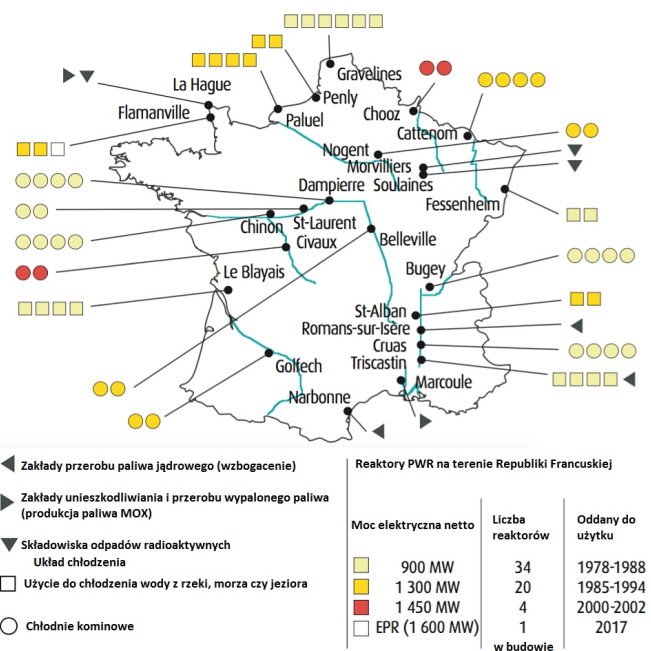 Gravelines
La Hague
Penly
Chooz
Flamanville
Paluel
Cattenom
Nogent
Morvilliers
Dampierre
Soulaines
Fessenheim
Chinon
St-Laurent
Civaux
Belleville
Le Blayais
Bugey
St-Alban
Romans-sur-Isère
Cruas
Triscastin
Golfech
Marcoule
Narbonne
Zakłady przerobu paliwa jądrowego (wzbogacenie)
Zakłady unieszkodliwiania i przerobu wypalonego paliwa
(produkcja paliwa MOX)
Składowiska odpadów radioaktywnych
Układ chłodzenia
Użycie do chłodzenia wody z rzeki, morza czy jeziora
Chłodnie kominowe
Reaktory PWR na terenie Republiki Francuskiej
Moc elektryczna netto Liczba reaktorów Oddany do użytku
900 MW 34 1978-1988
1 300 MW 20 1985-1994
1 450 MW 4 2000-2002
EPR (1 600 MW) 1 2017
w budowie